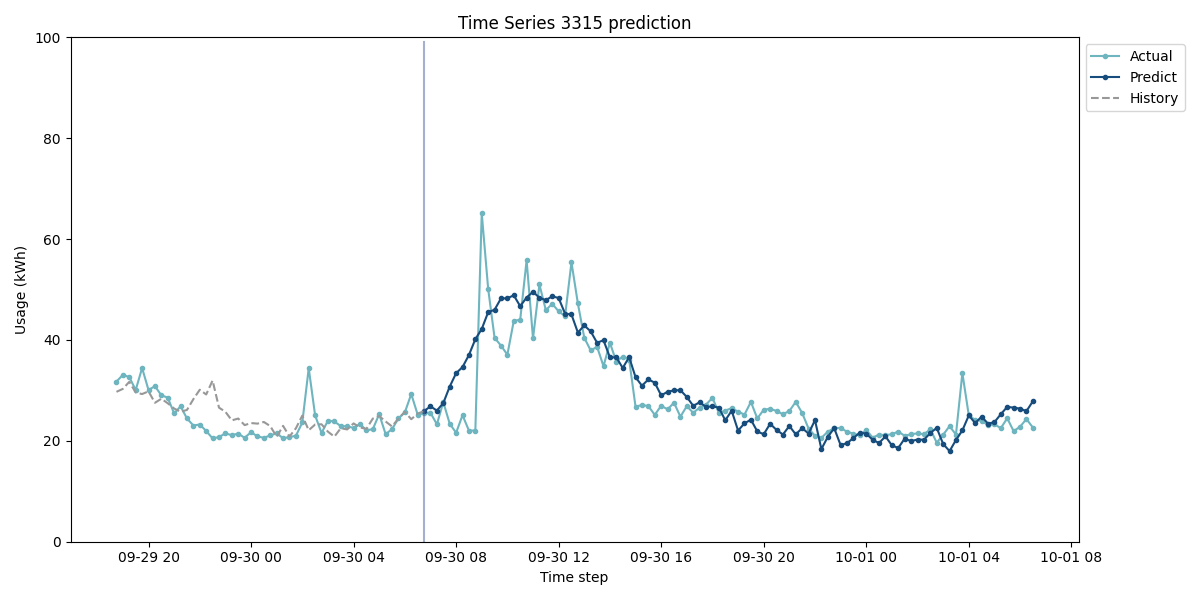 Time Series 3315 prediction
100
80
60
40
20
0
Usage (kWh)
09-29 20
09-30 00
09-30 04
09-30 08
09-30 12
09-30 16
09-30 20
10-01 00
10-01 04
10-01 08
Time step
Actual
Predict
History